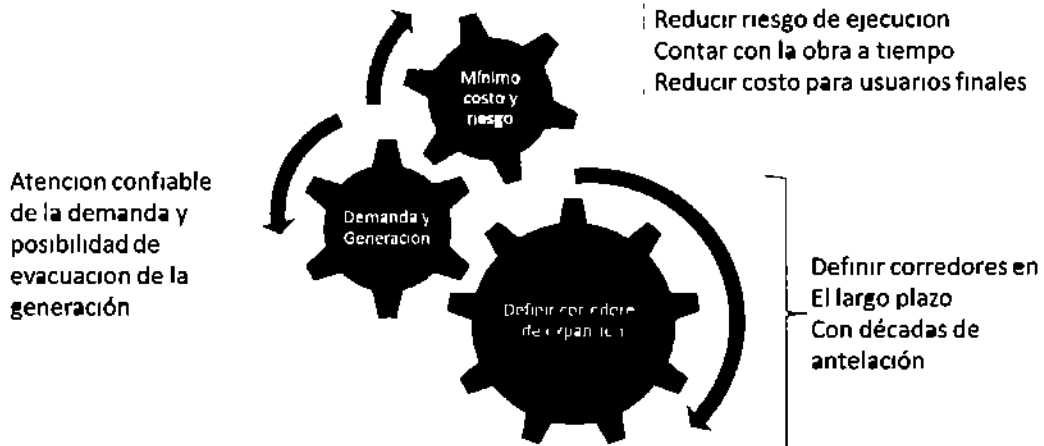 Reducir riesgo de ejecucion
Contar con la obra a tiempo
Reducir costo para usuarios finales
Mínimo
costo y
riesgo
Atencion confiable
de la demanda y
posibilidad de
evacuacion de la
generación
Demanda y
Generación
Definir
Definir corredores en
El largo plazo
Con décadas de
antelación